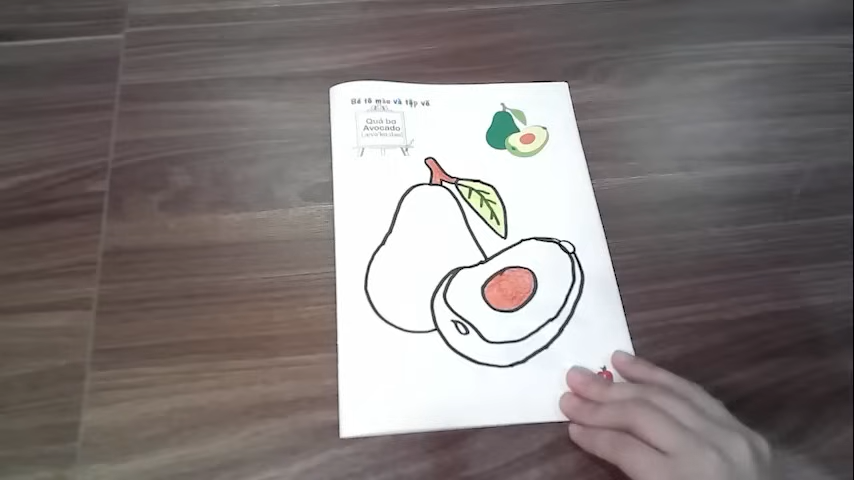 Bé tô màu và tập vẽ
Quả bơ
Avocado